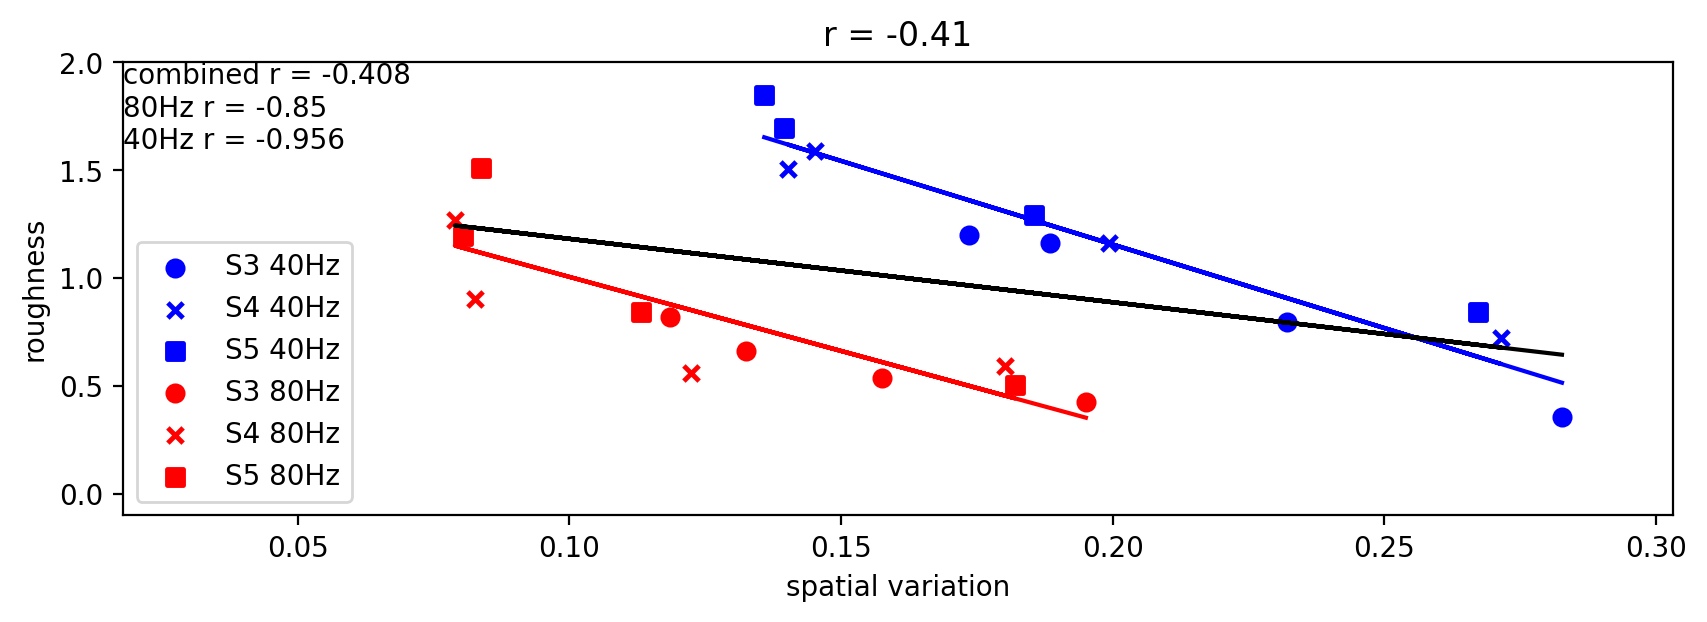 r = -0.41
combined r = -0.408
80Hz r = -0.85
40Hz r = -0.956
2.0
1.5
1.0
0.5
0.0
roughness
S3 40Hz
S4 40Hz
S5 40Hz
S3 80Hz
S4 80Hz
S5 80Hz
0.05 0.10 0.15 0.20 0.25 0.30
spatial variation